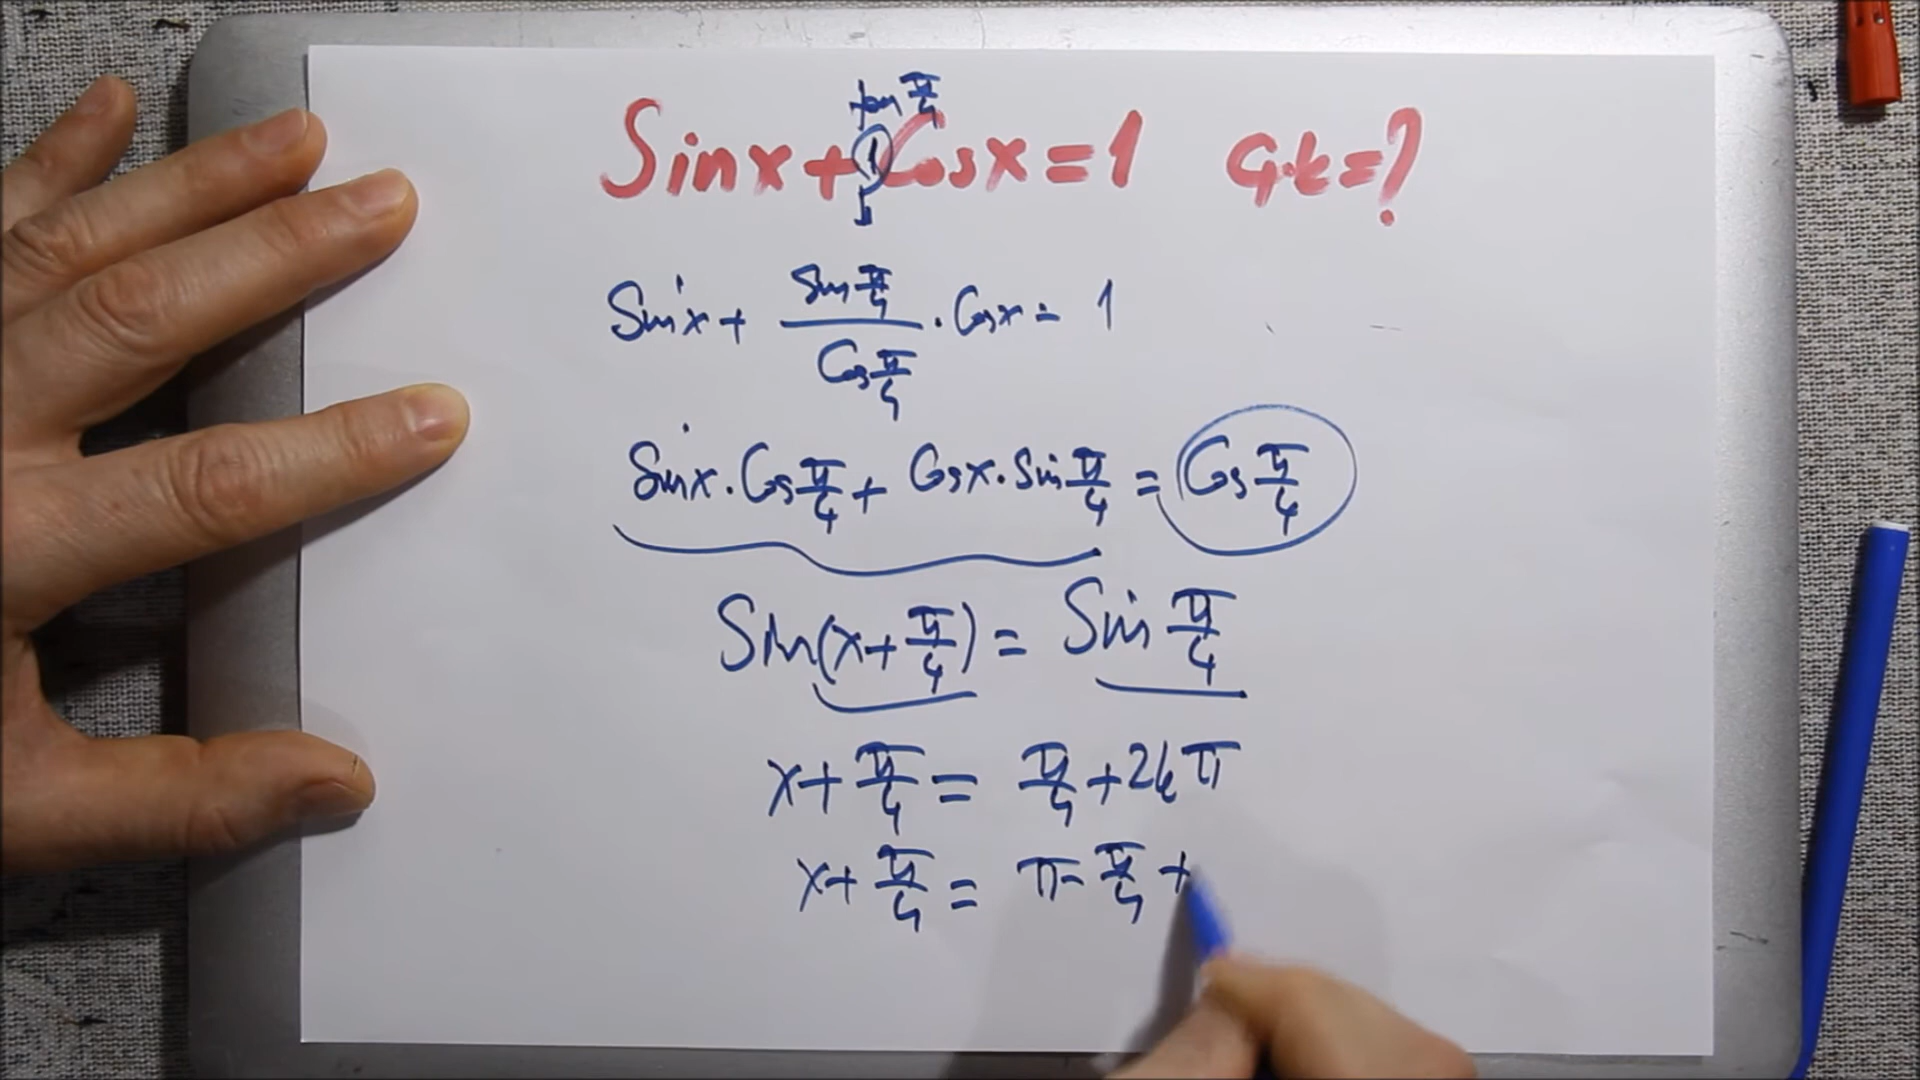 tan π/4
Sinx + 1 Cosx = 1 Ç.k = ?
Sinx + Sin π/4 / Cos π/4 . Cosx = 1
Sinx . Cos π/4 + Cosx . Sin π/4 = Cos π/4
Sin(x + π/4) = Sin π/4
x + π/4 = π/4 + 2kπ
x + π/4 = π - π/4 +